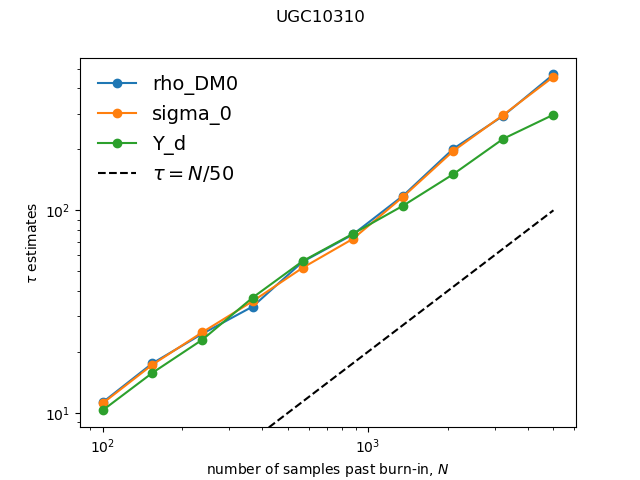 UGC10310
rho_DM0
sigma_0
Y_d
τ = N/50
10²
10¹
τ estimates
10²
10³
number of samples past burn-in, N